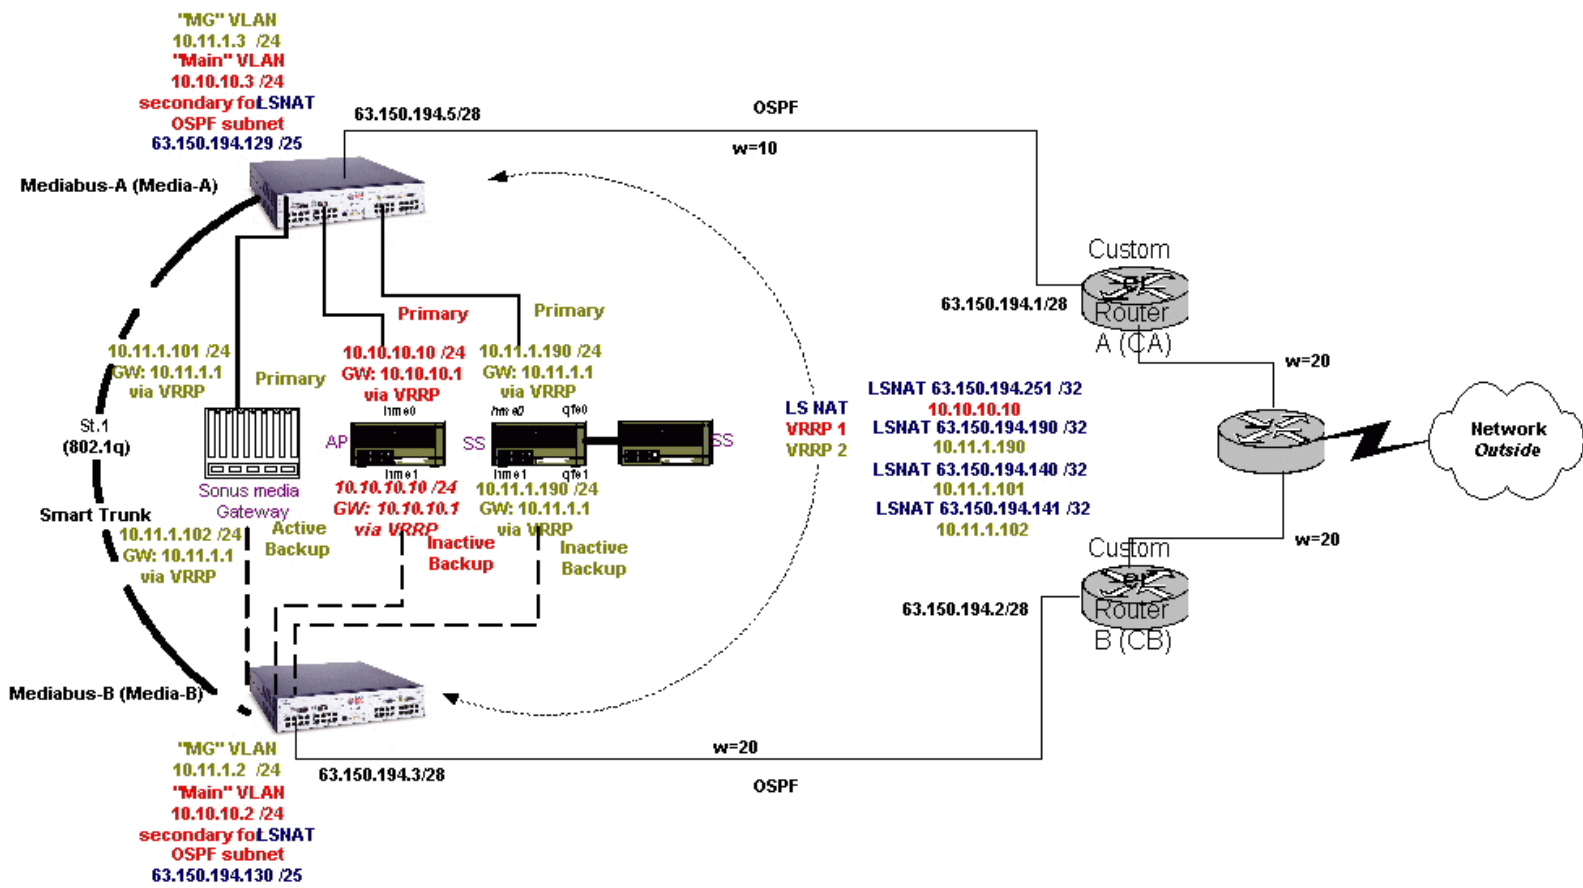 "MG" VLAN
10.11.1.3 /24
"Main" VLAN
10.10.10.3 /24
secondary foLSNAT
OSPF subnet
63.150.194.129 /25
63.150.194.5/28
OSPF
w=10
Mediabus-A (Media-A)
Custom
er
Router
A (CA)
63.150.194.1/28
w=20
Primary
Primary
10.11.1.101 /24
GW: 10.11.1.1
via VRRP
Primary
10.10.10.10 /24
GW: 10.10.10.1
via VRRP
10.11.1.190 /24
GW: 10.11.1.1
via VRRP
hme0
hme0
qfe0
AP
SS
SS
hme1
hme1
qfe1
St.1
(802.1q)
Sonus media
Gateway
Smart Trunk
10.11.1.102 /24
GW: 10.11.1.1
via VRRP
Active
Backup
10.10.10.10 /24
GW: 10.10.10.1
via VRRP
Inactive
Backup
10.11.1.190 /24
GW: 10.11.1.1
via VRRP
Inactive
Backup
LS NAT
VRRP 1
VRRP 2
LSNAT 63.150.194.251 /32
10.10.10.10
LSNAT 63.150.194.190 /32
10.11.1.190
LSNAT 63.150.194.140 /32
10.11.1.101
LSNAT 63.150.194.141 /32
10.11.1.102
Network
Outside
w=20
Custom
er
Router
B (CB)
63.150.194.2/28
Mediabus-B (Media-B)
w=20
OSPF
63.150.194.3/28
"MG" VLAN
10.11.1.2 /24
"Main" VLAN
10.10.10.2 /24
secondary foLSNAT
OSPF subnet
63.150.194.130 /25